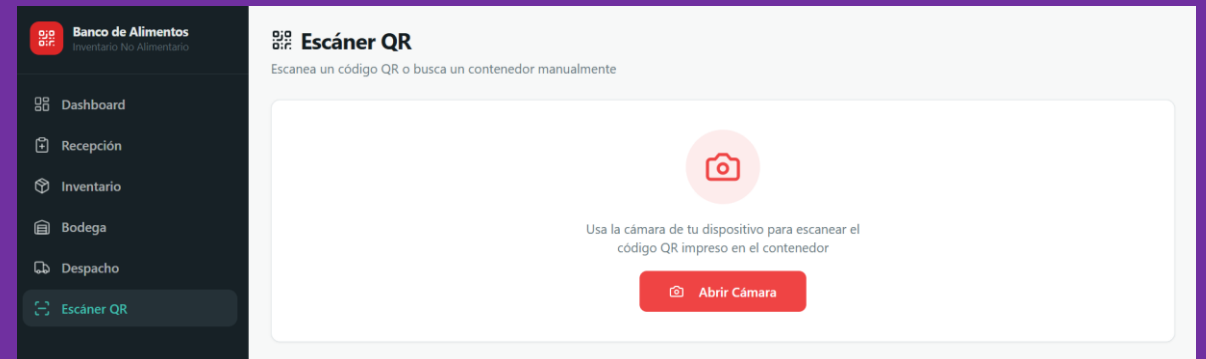 Banco de Alimentos
Inventario No Alimentario
Dashboard
Recepción
Inventario
Bodega
Despacho
Escáner QR
Escáner QR
Escanea un código QR o busca un contenedor manualmente
Usa la cámara de tu dispositivo para escanear el
código QR impreso en el contenedor
Abrir Cámara